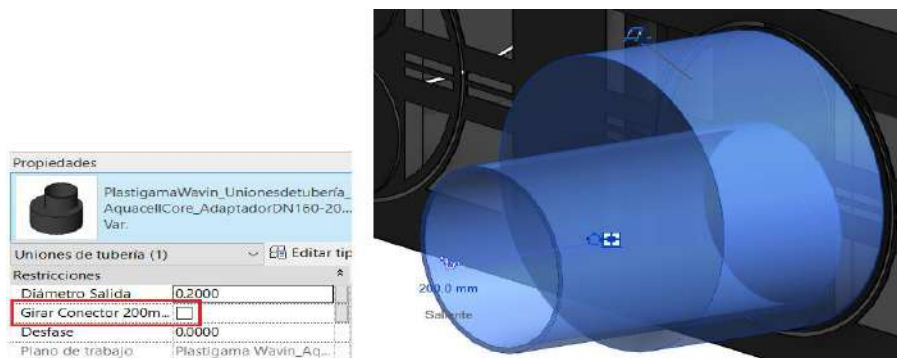 Propiedades
PlastigamaWavin_Unionesdetubería_
AquacellCore_AdaptadorDN160-20...
Var.
Uniones de tubería (1)
Editar tip
Restricciones
Diámetro Salida 0.2000
Girar Conector 200m...
Desfase 0.0000
Plano de trabajo Plastigama Wavin_Aq...
200.0 mm
Saliente